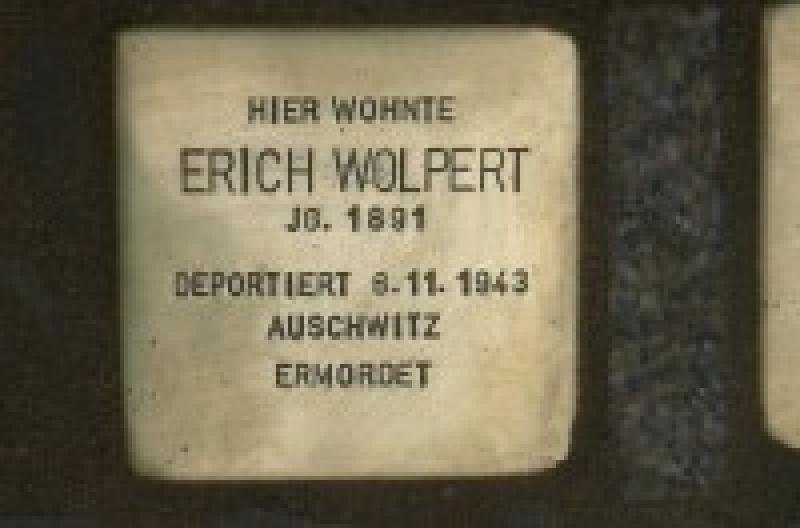 HIER WOHNTE
ERICH WOLPERT
JG. 1891
DEPORTIERT 6.11.1943
AUSCHWITZ
ERMORDET